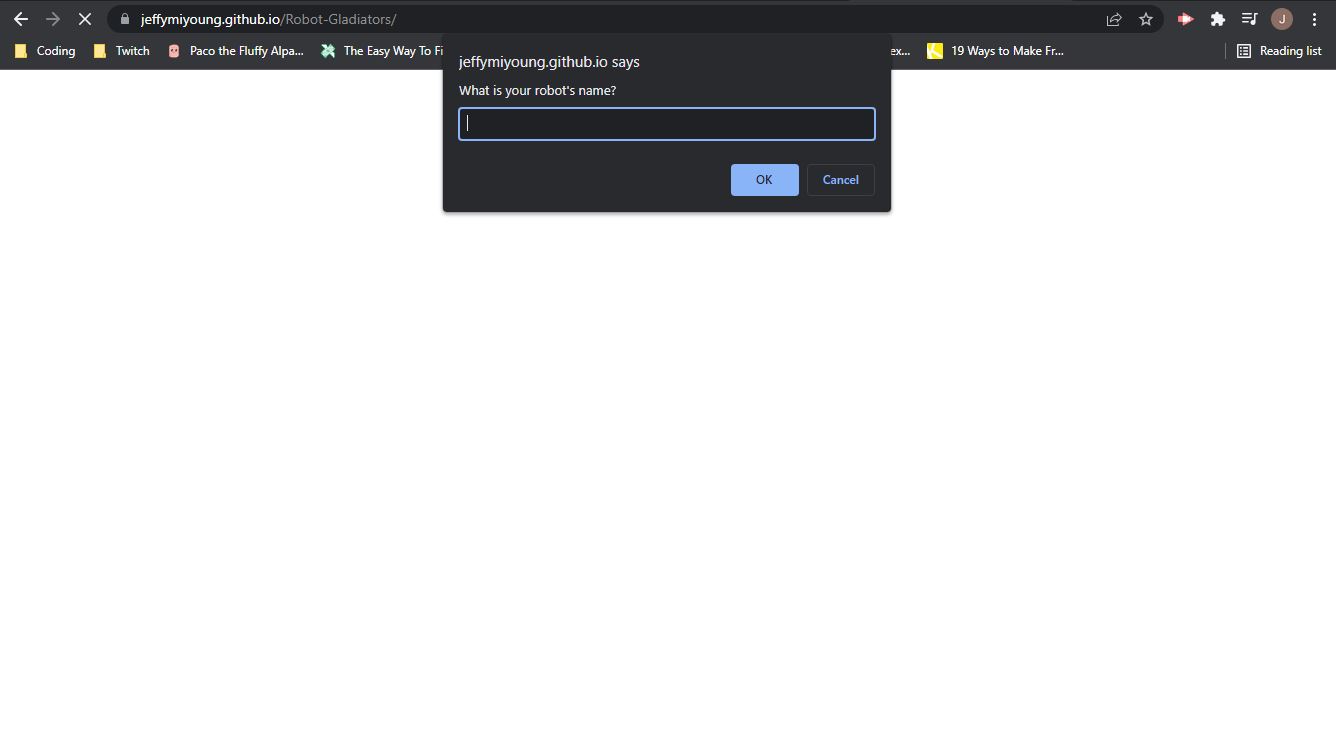 jeffymiyoung.github.io/Robot-Gladiators/
J
Coding Twitch Paco the Fluffy Alpa... The Easy Way To Fi ex... 19 Ways to Make Fr... Reading list
jeffymiyoung.github.io says
What is your robot's name?
OK Cancel